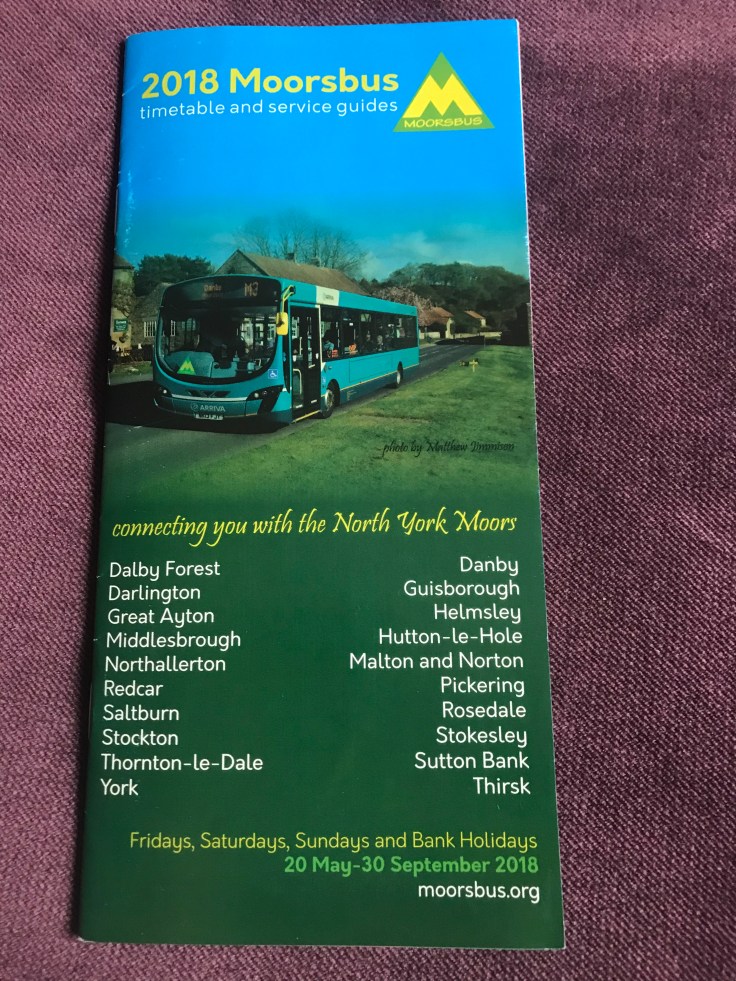 2018 Moorsbus
timetable and service guides
MOORSBUS
M3
ARRIVA
photo by Matthew
connecting you with the North York Moors
Dalby Forest
Darlington
Great Ayton
Middlesbrough
Northallerton
Redcar
Saltburn
Stockton
Thornton-le-Dale
York
Danby
Guisborough
Helmsley
Hutton-le-Hole
Malton and Norton
Pickering
Rosedale
Stokesley
Sutton Bank
Thirsk
Fridays, Saturdays, Sundays and Bank Holidays
20 May-30 September 2018
moorsbus.org